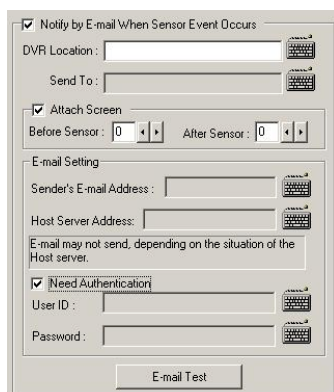 Notify by E-mail When Sensor Event Occurs
DVR Location :
Send To :
Attach Screen
Before Sensor : 0 After Sensor : 0
E-mail Setting
Sender's E-mail Address :
Host Server Address:
E-mail may not send, depending on the situation of the
Host server.
Need Authentication
User ID :
Password :
E-mail Test